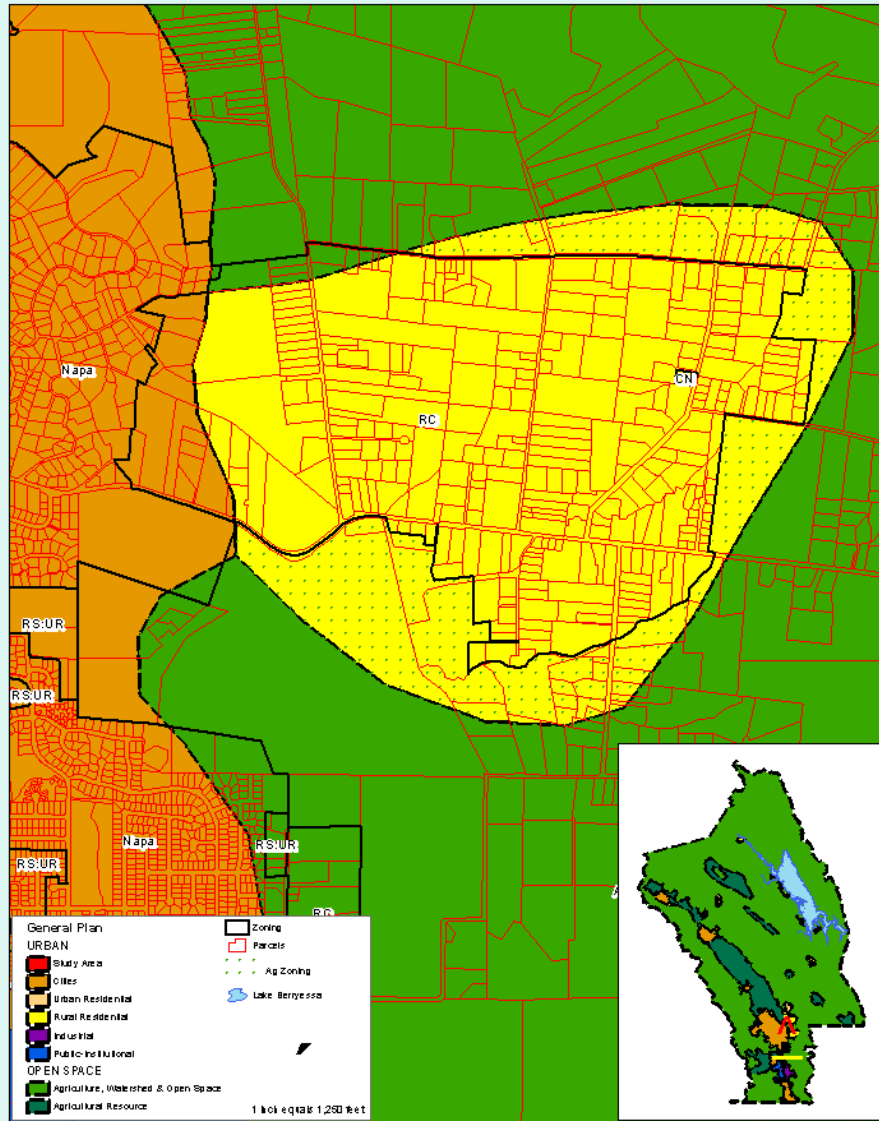 Napa
CN
RC
RS:UR
RS:UR
Napa
RS:UR
RS:UR
General Plan
URBAN
Study Area
Cities
Urban Residential
Rural Residential
Industrial
Public-Institutional
OPEN SPACE
Agriculture, Watershed & Open Space
Agricultural Resource
Zoning
Parcels
Ag Zoning
Lake Berryessa
1 inch equals 1,250 feet